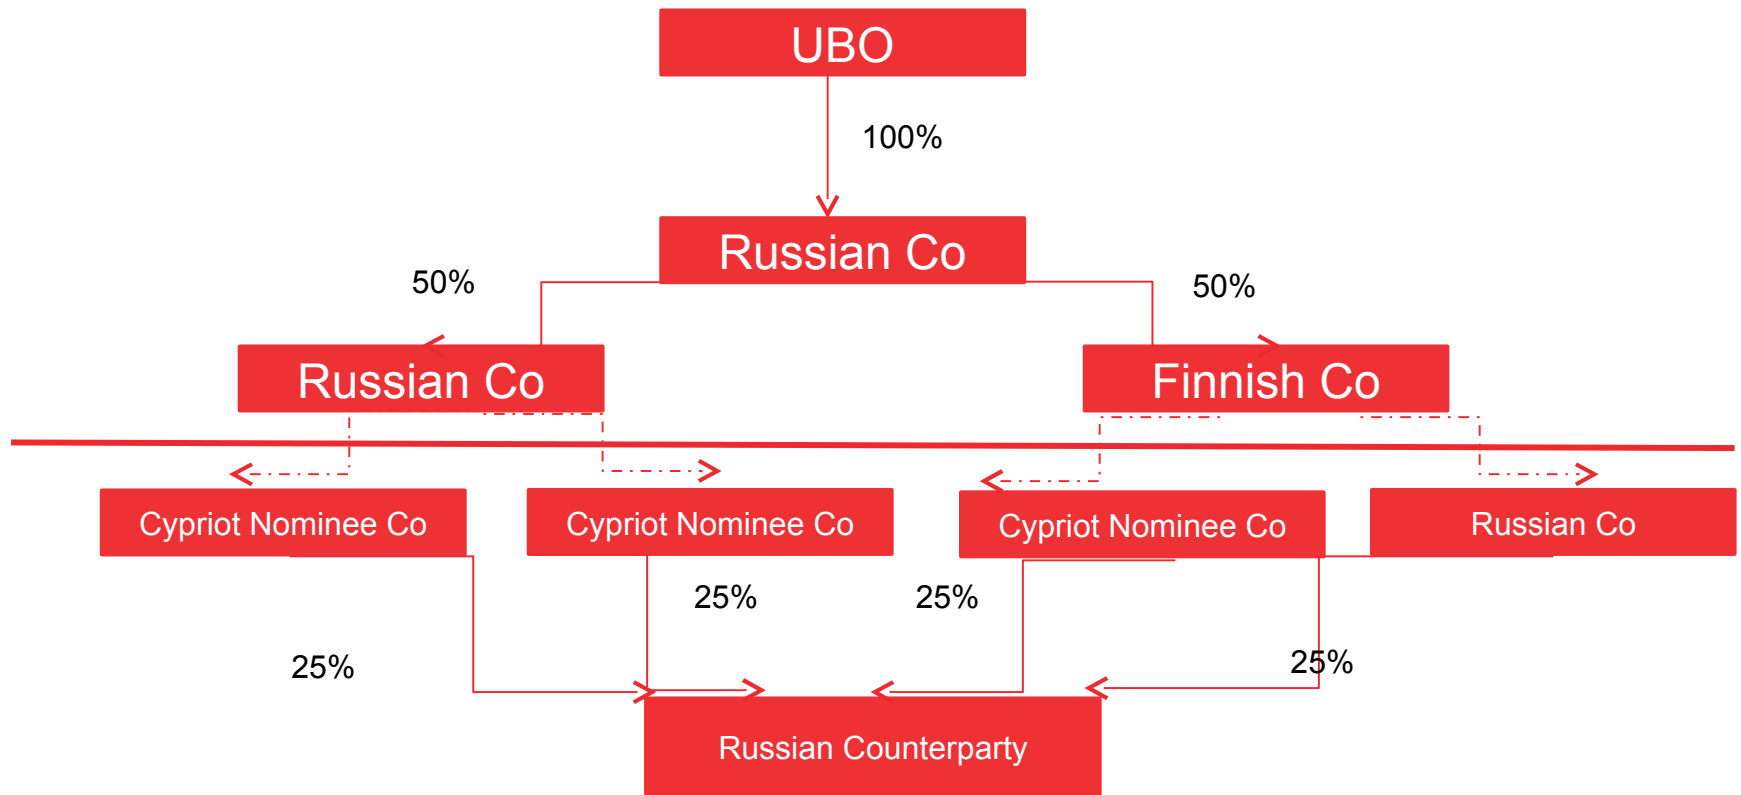 UBO
100%
Russian Co
50%
50%
Russian Co
Finnish Co
Cypriot Nominee Co
Cypriot Nominee Co
Cypriot Nominee Co
Russian Co
25%
25%
25%
25%
Russian Counterparty